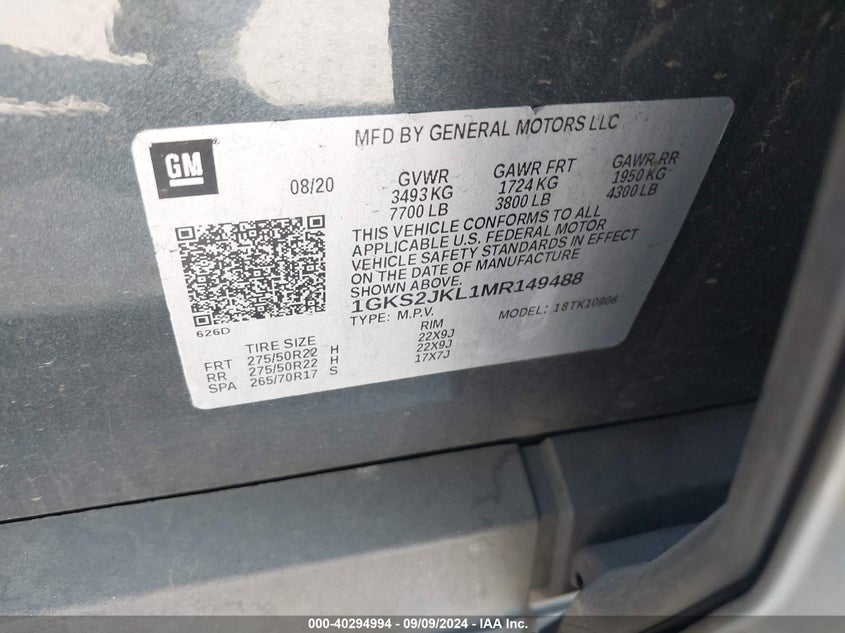 MFD BY GENERAL MOTORS LLC
GM
08/20
GVWR
3493 KG
7700 LB
GAWR FRT
1724 KG
3800 LB
GAWR RR
1950 KG
4300 LB
THIS VEHICLE CONFORMS TO ALL
APPLICABLE U.S. FEDERAL MOTOR
VEHICLE SAFETY STANDARDS IN EFFECT
ON THE DATE OF MANUFACTURE
SHOWN ABOVE.
1GKS2JKL1MR149488
TYPE: M.P.V. MODEL: 18TK10906
626D
TIRE SIZE RIM
FRT 275/50R22 H 22X9J
RR 275/50R22 H 22X9J
SPA 265/70R17 S 17X7J
000-40294994 - 09/09/2024 - IAA Inc.